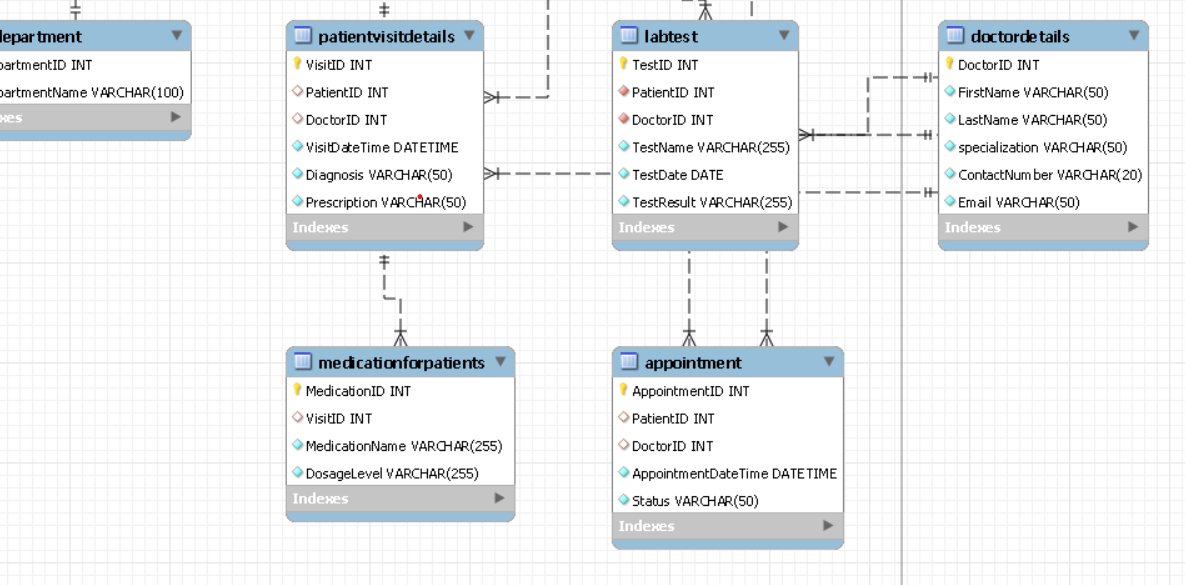 epartment
partmentID INT
partmentName VARCHAR(100)
xes
patientvisitdetails
VisitID INT
PatientID INT
DoctorID INT
VisitDateTime DATETIME
Diagnosis VARCHAR(50)
Prescription VARCHAR(50)
Indexes
labtest
TestID INT
PatientID INT
DoctorID INT
TestName VARCHAR(255)
TestDate DATE
TestResult VARCHAR(255)
Indexes
doctordetails
DoctorID INT
FirstName VARCHAR(50)
LastName VARCHAR(50)
specialization VARCHAR(50)
ContactNumber VARCHAR(20)
Email VARCHAR(50)
Indexes
medicationforpatients
MedicationID INT
VisitID INT
MedicationName VARCHAR(255)
DosageLevel VARCHAR(255)
Indexes
appointment
AppointmentID INT
PatientID INT
DoctorID INT
AppointmentDateTime DATETIME
Status VARCHAR(50)
Indexes